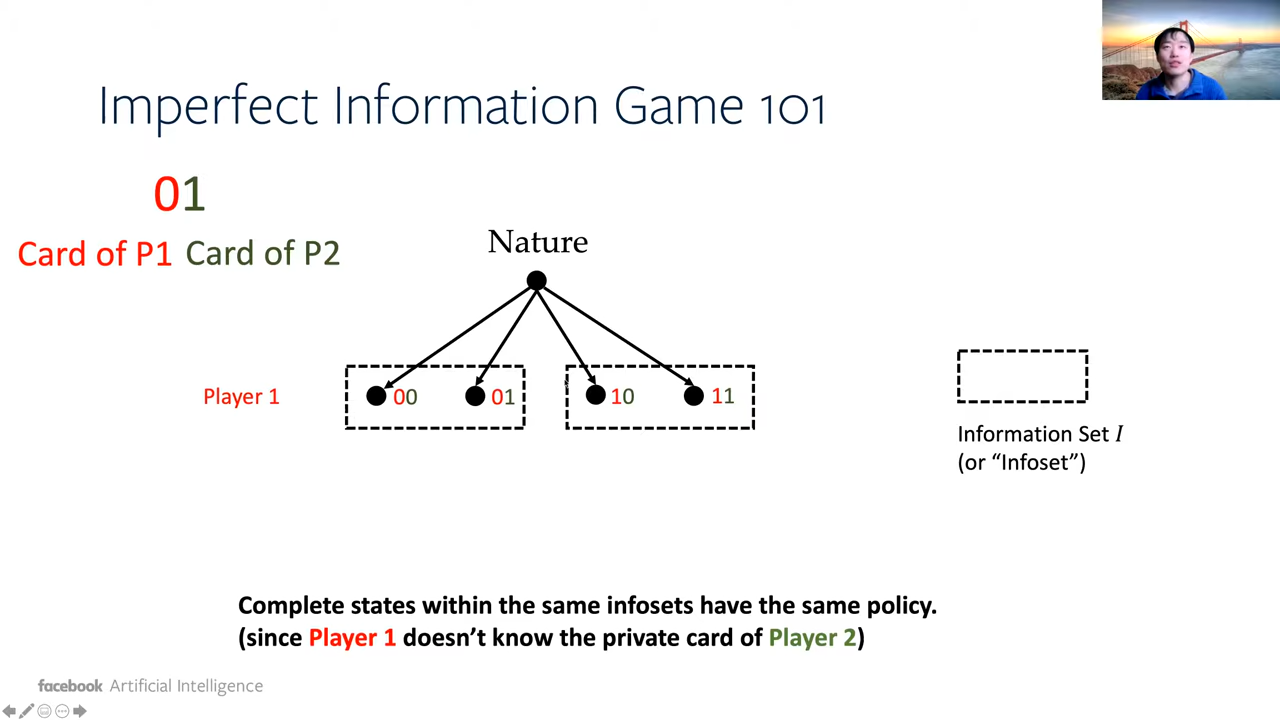 Imperfect Information Game 101
01
Card of P1 Card of P2
Nature
Player 1
00
01
10
11
Information Set I
(or “Infoset”)
Complete states within the same infosets have the same policy.
(since Player 1 doesn’t know the private card of Player 2)
facebook Artificial Intelligence